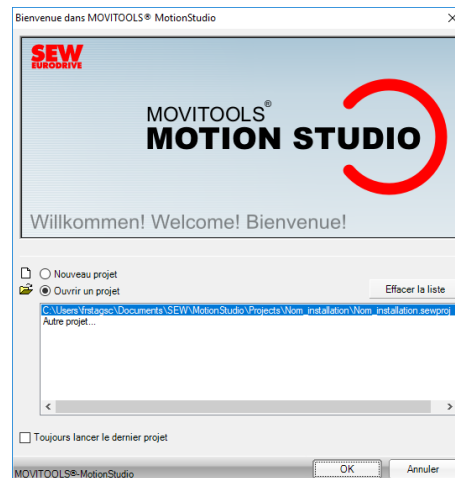 Bienvenue dans MOVITOOLS® MotionStudio
SEW
EURODRIVE
MOVITOOLS®
MOTION STUDIO
Willkommen! Welcome! Bienvenue!
Nouveau projet
Ouvrir un projet
Effacer la liste
C:\Users\frstagsc\Documents\SEW\MotionStudio\Projects\Nom_installation\Nom_installation.sewproj
Autre projet...
Toujours lancer le dernier projet
MOVITOOLS®-MotionStudio
OK
Annuler